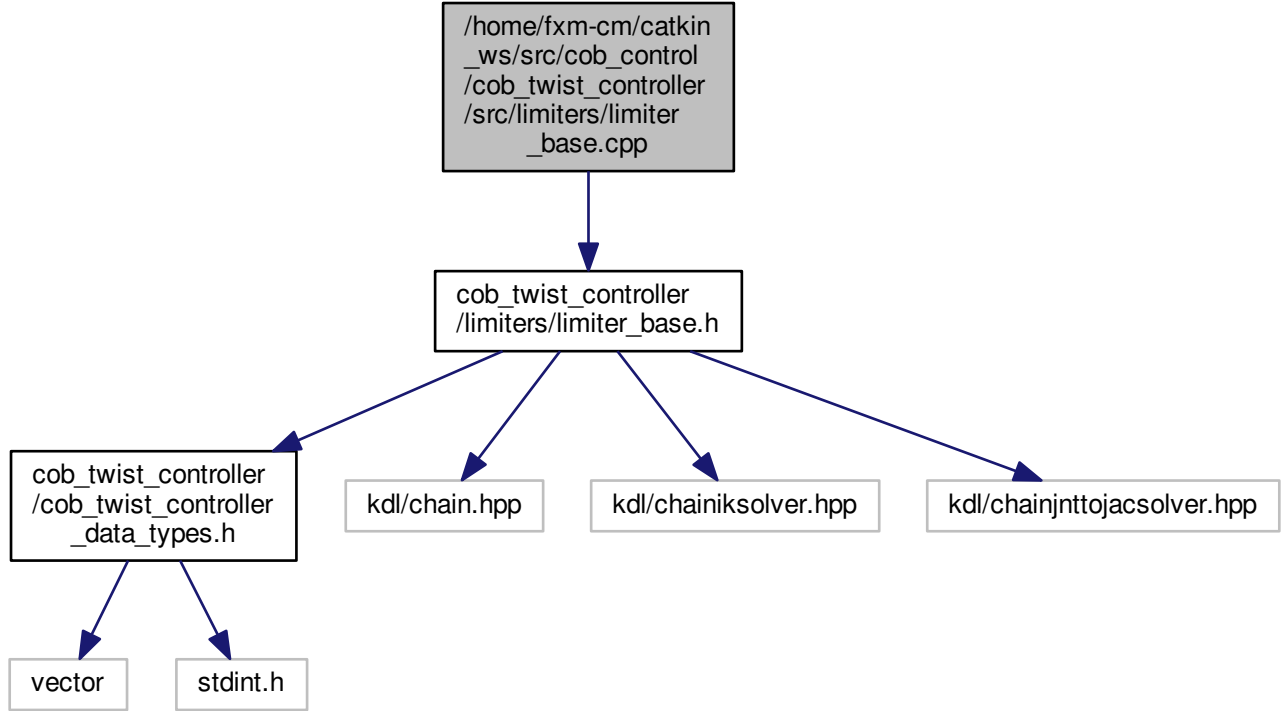 /home/fxm-cm/catkin
_ws/src/cob_control
/cob_twist_controller
/src/limiters/limiter
_base.cpp
cob_twist_controller
/limiters/limiter_base.h
cob_twist_controller
/cob_twist_controller
_data_types.h
kdl/chain.hpp
kdl/chainiksolver.hpp
kdl/chainjnttojacsolver.hpp
vector
stdint.h